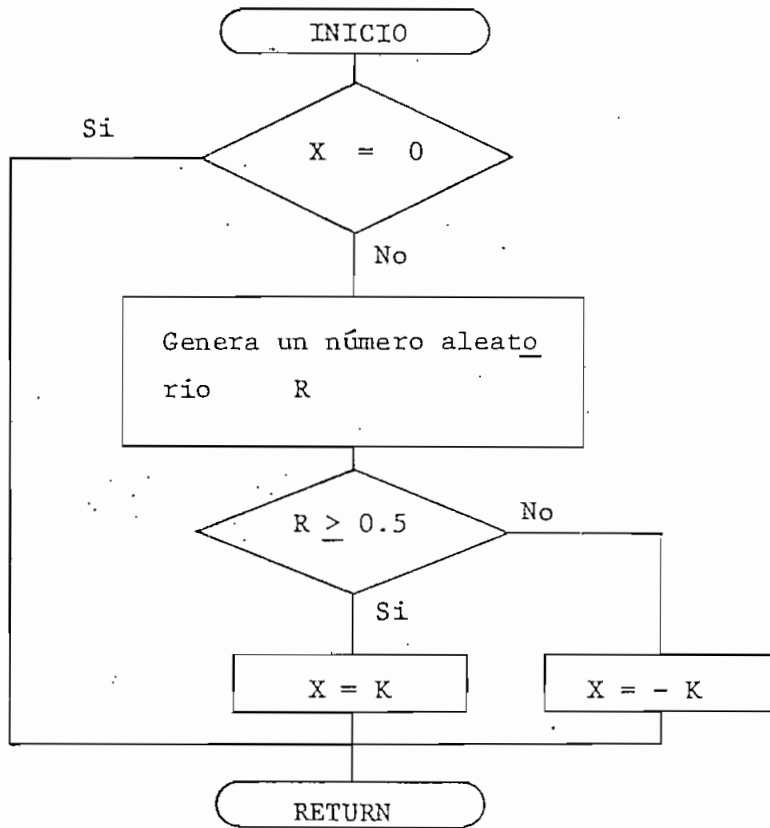 INICIO
Si
X = 0
No
Genera un número aleato
rio R
R ≥ 0.5
No
Si
X = K
X = - K
RETURN